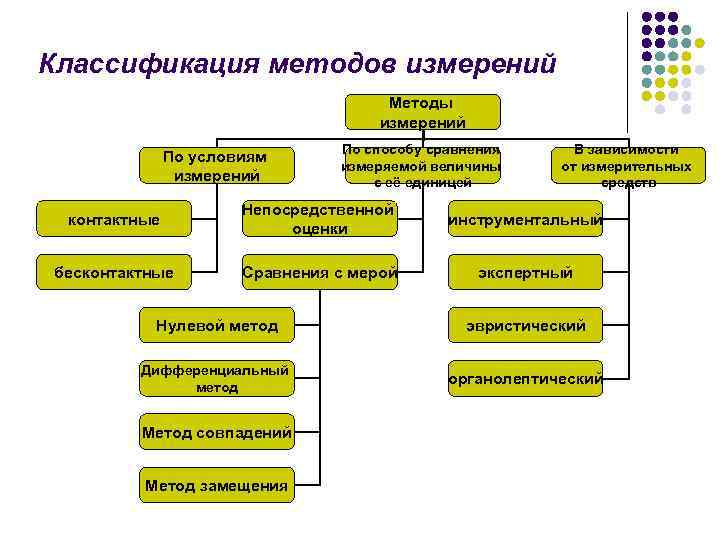 Классификация методов измерений
Методы
измерений
По условиям
измерений
По способу сравнения
измеряемой величины
с её единицей
В зависимости
от измерительных
средств
контактные
Непосредственной
оценки
инструментальный
бесконтактные
Сравнения с мерой
экспертный
Нулевой метод
эвристический
Дифференциальный
метод
органолептический
Метод совпадений
Метод замещения